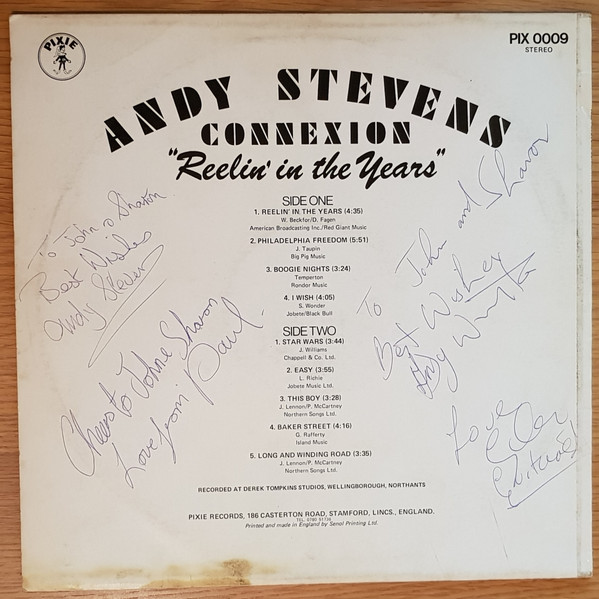 PIXIE
PIX 0009
STEREO
ANDY STEVENS
CONNEXION
"Reelin' in the Years"
SIDE ONE
1. REELIN' IN THE YEARS (4:35)
W. Beckfor/D. Fagen
American Broadcasting Inc./Red Giant Music
2. PHILADELPHIA FREEDOM (5:51)
J. Taupin
Big Pig Music
3. BOOGIE NIGHTS (3:24)
Temperton
Rondor Music
4. I WISH (4:05)
S. Wonder
Jobete/Black Bull
SIDE TWO
1. STAR WARS (3:44)
J. Williams
Chappell & Co. Ltd.
2. EASY (3:55)
L. Richie
Jobete Music Ltd.
3. THIS BOY (3:28)
J. Lennon/P. McCartney
Northern Songs Ltd.
4. BAKER STREET (4:16)
G. Rafferty
Island Music
5. LONG AND WINDING ROAD (3:35)
J. Lennon/P. McCartney
Northern Songs Ltd.
RECORDED AT DEREK TOMPKINS STUDIOS, WELLINGBOROUGH, NORTHANTS
PIXIE RECORDS, 186 CASTERTON ROAD, STAMFORD, LINCS., ENGLAND.
TEL. 0780 51736
Printed and made in England by Senol Printing Ltd.
To John & Sharon
Best Wishes
Andy Stevens
Cheers to John & Sharon
Love from Paul
To John and Sharon
Best Wishes
Andy
Love